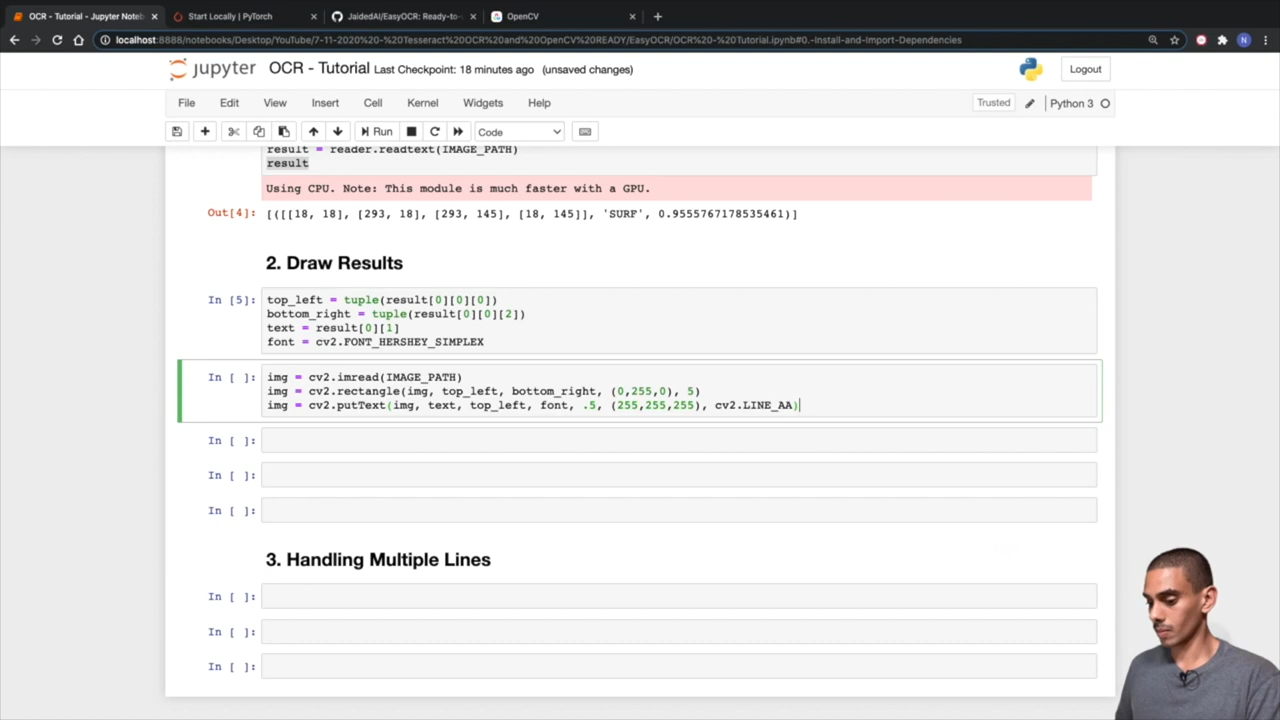 OCR - Tutorial - Jupyter Noteb
Start Locally | PyTorch
JaidedAI/EasyOCR: Ready-to-
OpenCV
localhost:8888/notebooks/Desktop/YouTube/7-11-2020%20-%20Tesseract%20OCR%20and%20OpenCV%20READY/EasyOCR/OCR%20-%20Tutorial.ipynb#0.-Install-and-Import-Dependencies
N
jupyter OCR - Tutorial Last Checkpoint: 18 minutes ago (unsaved changes)
Logout
File Edit View Insert Cell Kernel Widgets Help
Trusted Python 3
Run Code
result = reader.readtext(IMAGE_PATH)
result
Using CPU. Note: This module is much faster with a GPU.
Out[4]: [([[18, 18], [293, 18], [293, 145], [18, 145]], 'SURF', 0.9555767178535461)]
2. Draw Results
In [5]: top_left = tuple(result[0][0][0])
bottom_right = tuple(result[0][0][2])
text = result[0][1]
font = cv2.FONT_HERSHEY_SIMPLEX
In [ ]: img = cv2.imread(IMAGE_PATH)
img = cv2.rectangle(img, top_left, bottom_right, (0,255,0), 5)
img = cv2.putText(img, text, top_left, font, .5, (255,255,255), cv2.LINE_AA)
In [ ]:
In [ ]:
In [ ]:
3. Handling Multiple Lines
In [ ]:
In [ ]:
In [ ]: